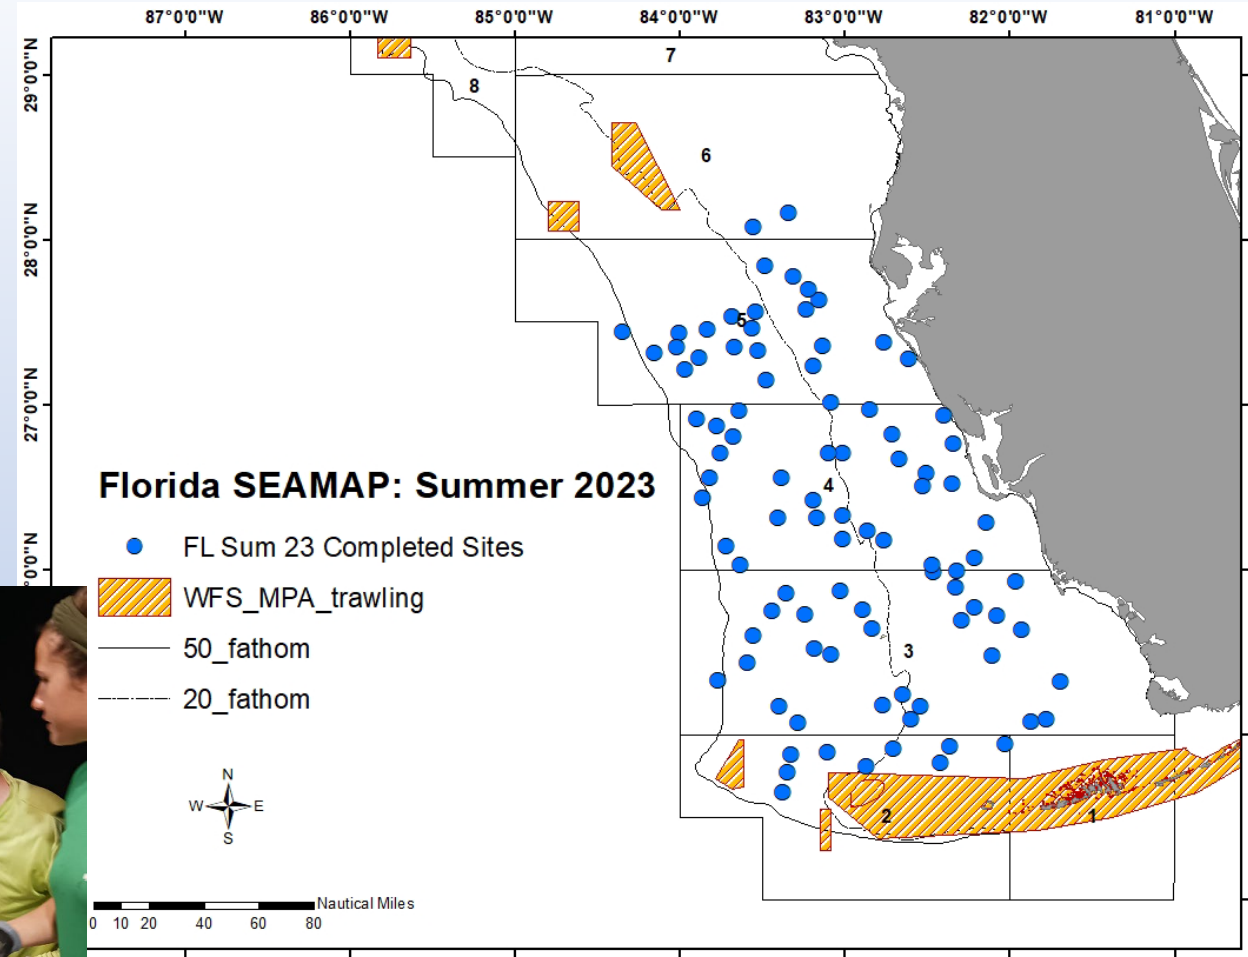 87°0'0"W 86°0'0"W 85°0'0"W 84°0'0"W 83°0'0"W 82°0'0"W 81°0'0"W
29°0'0"N
28°0'0"N
27°0'0"N
°0'0"N
7
8
6
5
4
3
2
1
Florida SEAMAP: Summer 2023
FL Sum 23 Completed Sites
WFS_MPA_trawling
50_fathom
20_fathom
N
W E
S
Nautical Miles
0 10 20 40 60 80